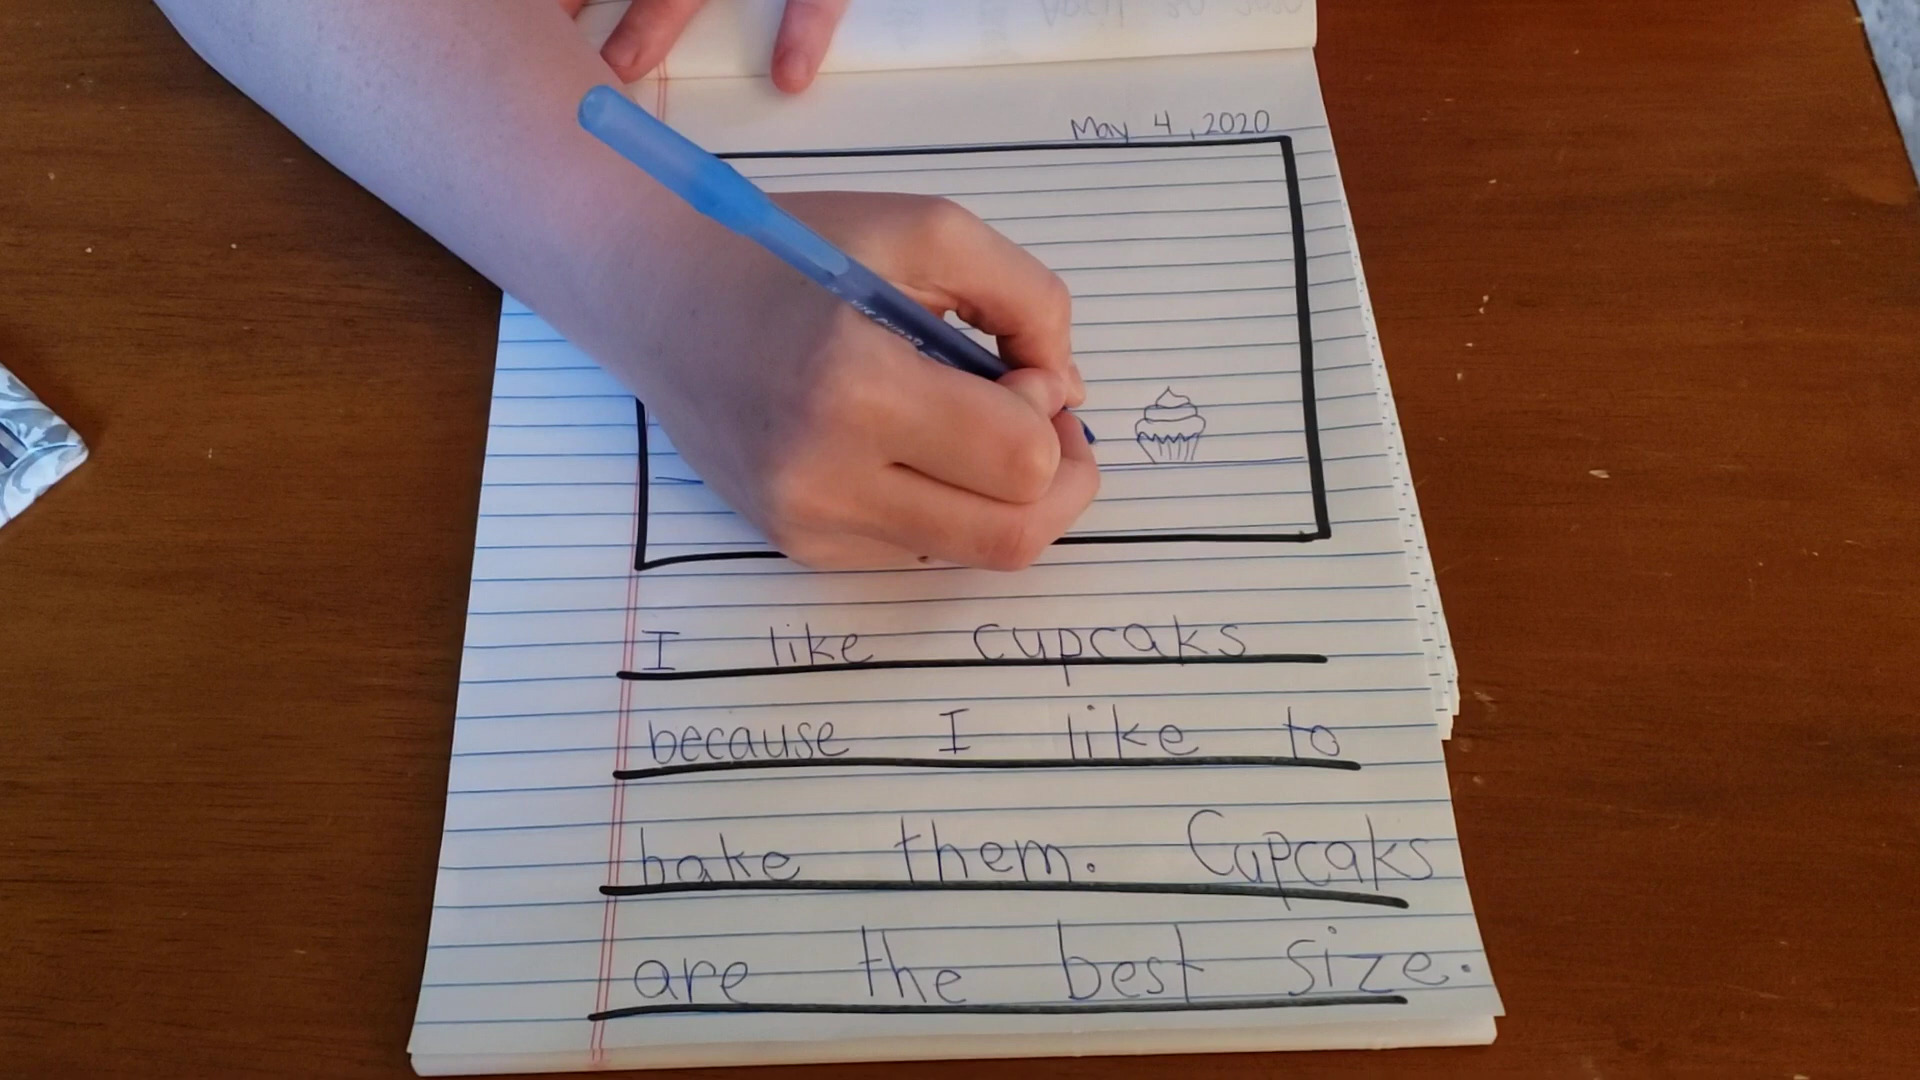 May 4, 2020
I like cupcaks
because I like to
bake them. Cupcaks
are the best size.